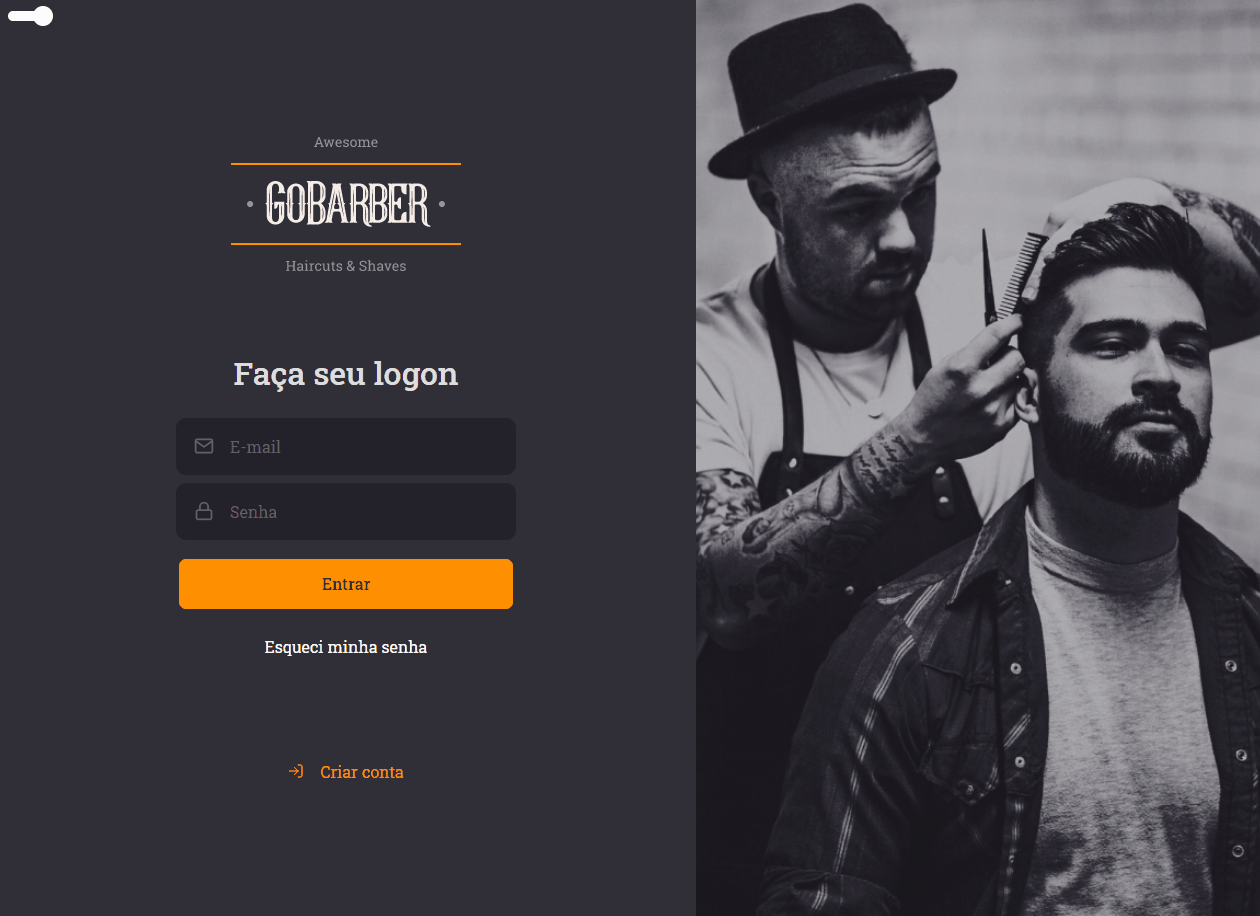 Awesome
GoBARBER
Haircuts & Shaves
Faça seu logon
E-mail
Senha
Entrar
Esqueci minha senha
Criar conta